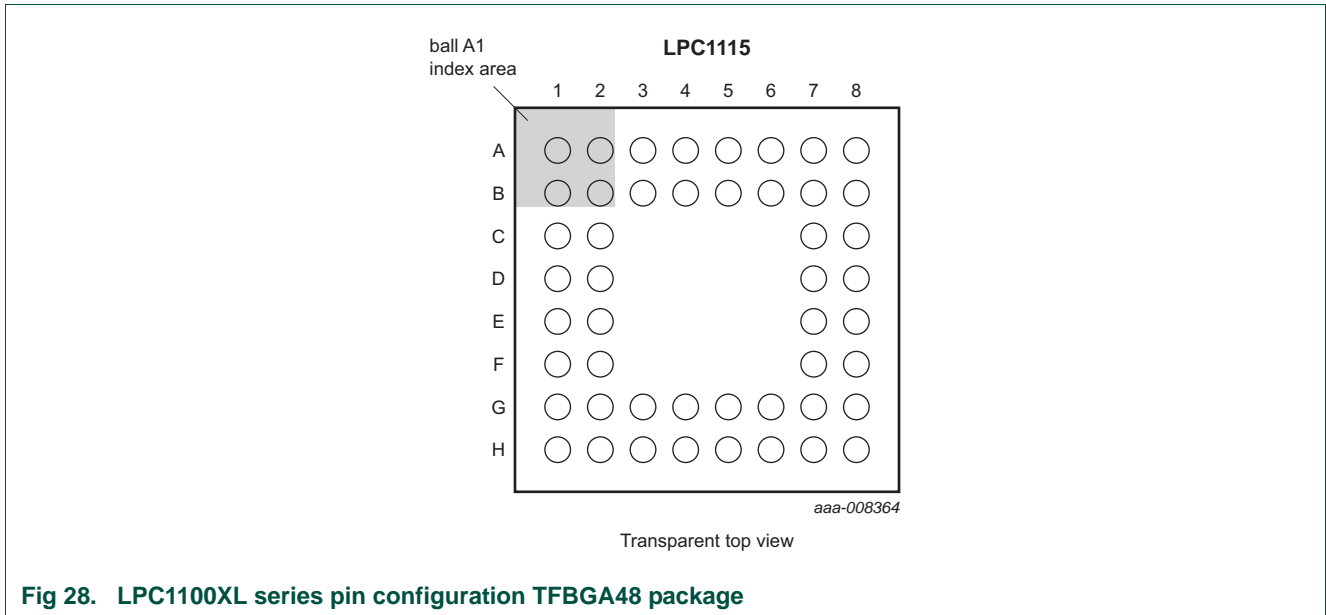 ball A1
index area
LPC1115
1 2 3 4 5 6 7 8
A
B
C
D
E
F
G
H
aaa-008364
Transparent top view
Fig 28. LPC1100XL series pin configuration TFBGA48 package